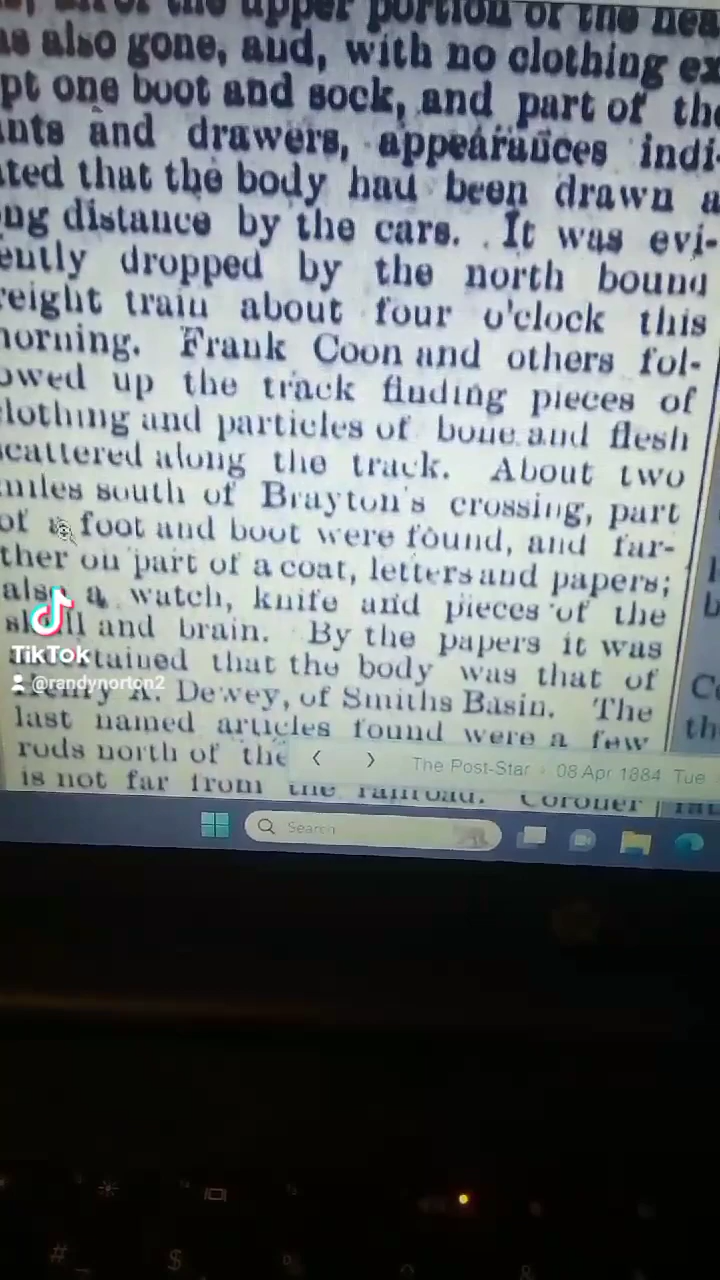 the upper portion of the
as also gone, and, with no clothing ex
pt one boot and sock, and part of the
nts and drawers, appearances indi-
ted that the body had been drawn a
ng distance by the cars. It was evi-
ently dropped by the north bound
reight train about four o'clock this
orning. Frank Coon and others fol-
owed up the track finding pieces of
lothing and particles of bone and flesh
cattered along the track. About two
miles south of Brayton's crossing, part
of a foot and boot were found, and far-
ther on part of a coat, letters and papers;
also a watch, knife and pieces of the
skull and brain. By the papers it was
tained that the body was that of
Henry A. Dewey, of Smiths Basin. The
last named articles found were a few
rods north of the
is not far from the railroad. Coroner
TikTok
@randynorton2
The Post-Star 08 Apr 1884 Tue
Search
# $